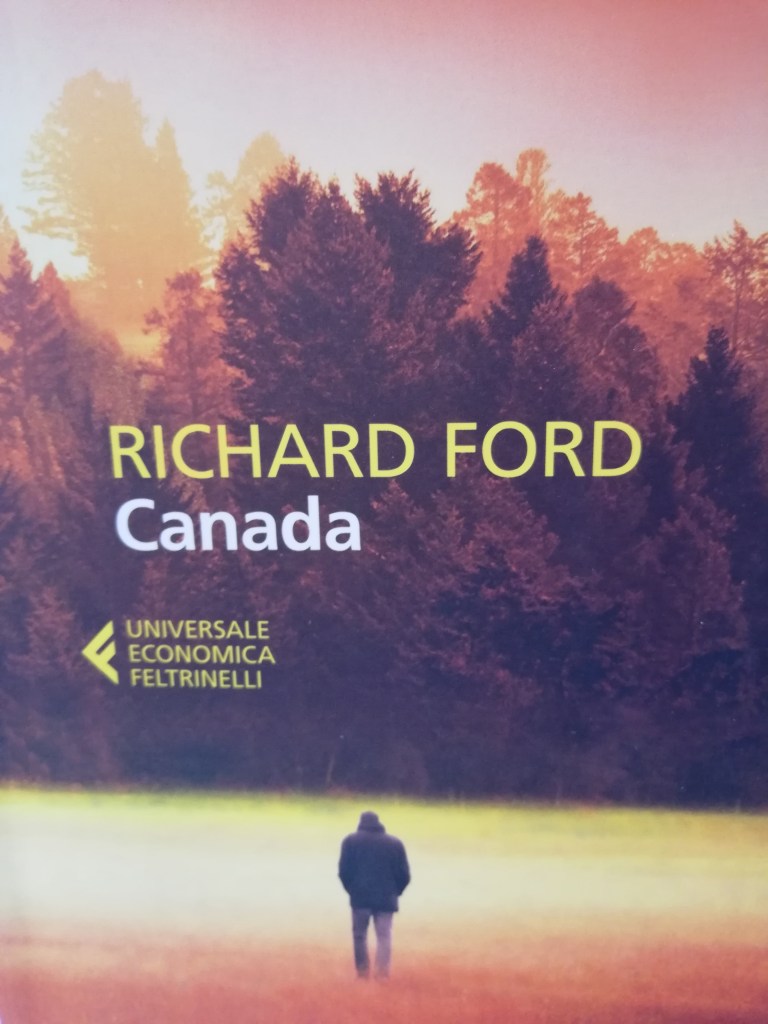 RICHARD FORD
Canada
UNIVERSALE
ECONOMICA
FELTRINELLI